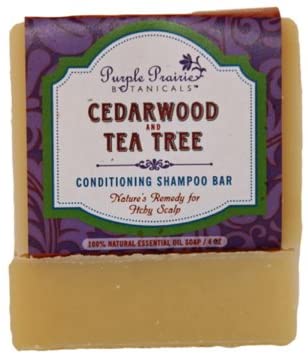 Purple Prairie
BOTANICALS™
CEDARWOOD
AND
TEA TREE
CONDITIONING SHAMPOO BAR
Nature's Remedy for
Itchy Scalp
100% NATURAL ESSENTIAL OIL SOAP / 4 OZ